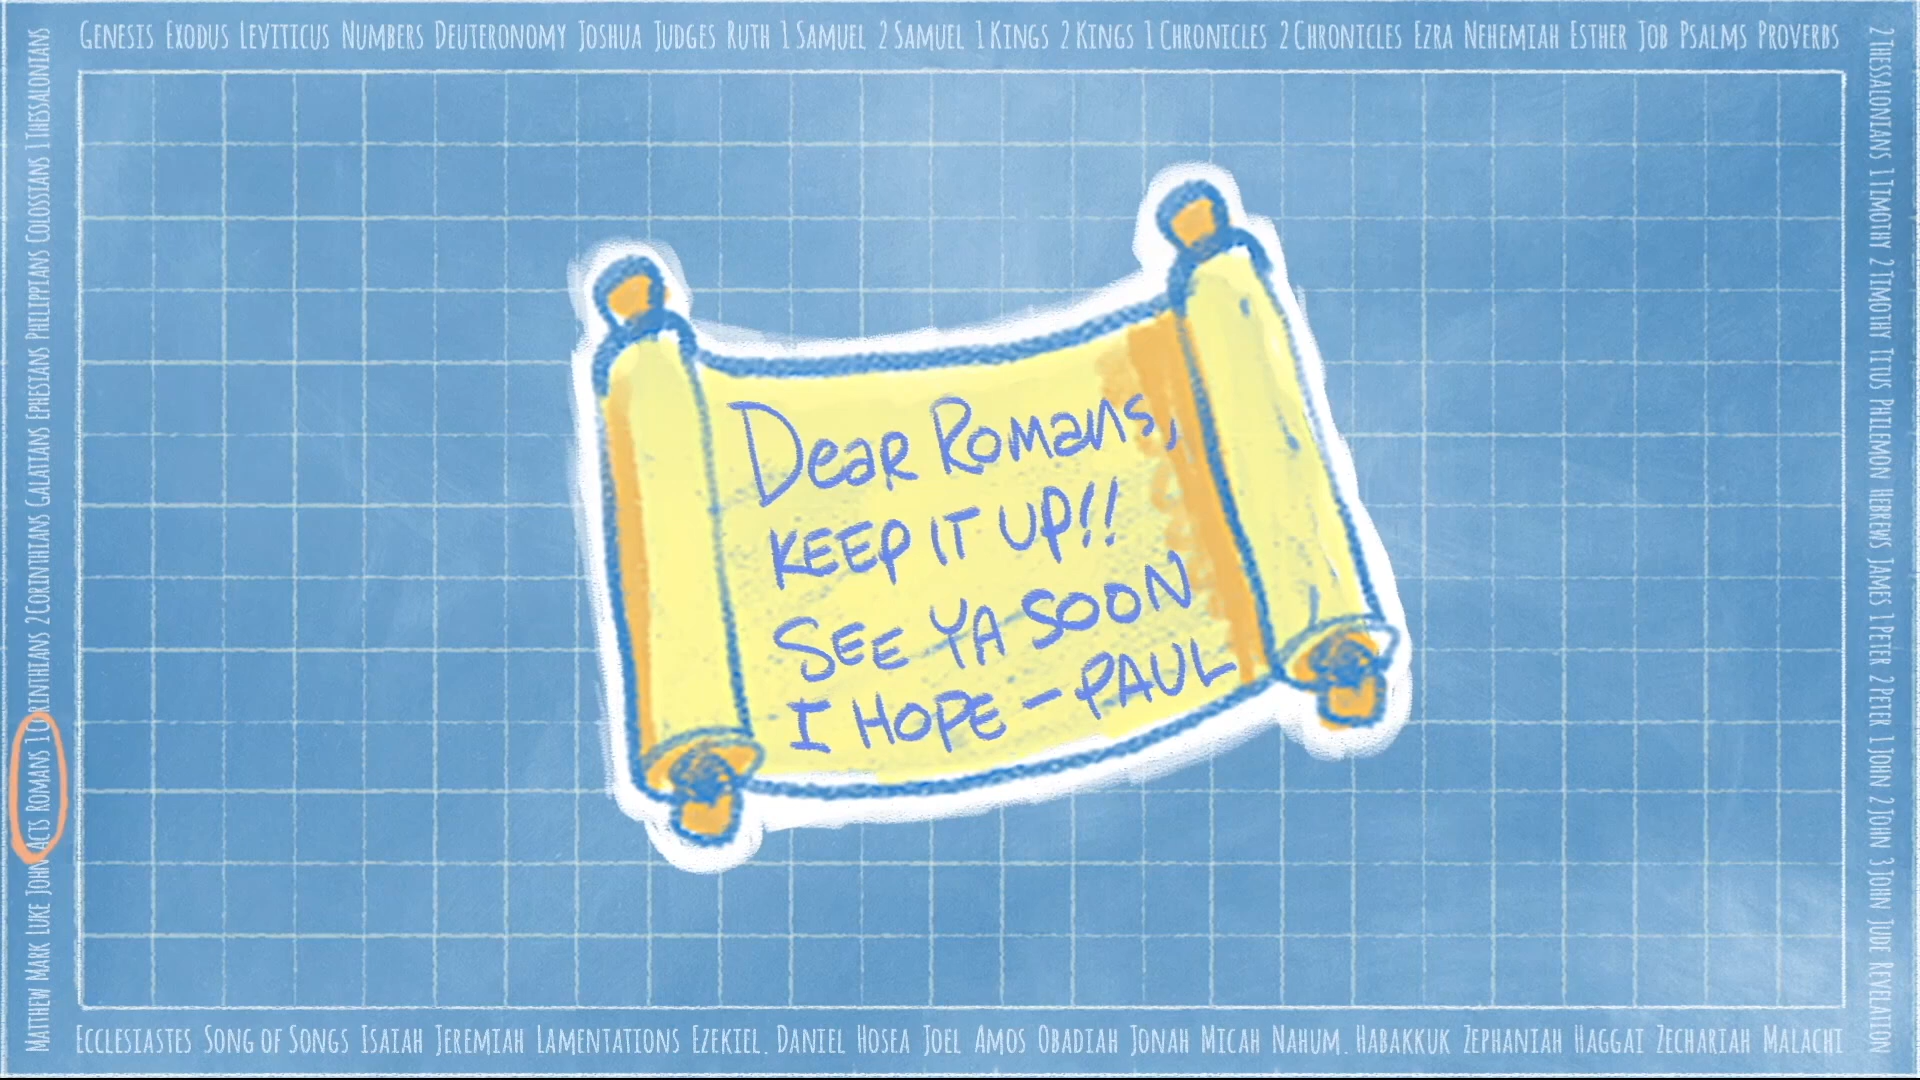 Genesis Exodus Leviticus Numbers Deuteronomy Joshua Judges Ruth 1 Samuel 2 Samuel 1 Kings 2 Kings 1 Chronicles 2 Chronicles Ezra Nehemiah Esther Job Psalms Proverbs
Dear Romans,
KEEP IT UP!!
SEE YA SOON
I HOPE – PAUL
Ecclesiastes Song of Songs Isaiah Jeremiah Lamentations Ezekiel. Daniel Hosea Joel Amos Obadiah Jonah Micah Nahum. Habakkuk Zephaniah Haggai Zechariah Malachi
Matthew Mark Luke John Acts Romans 1 Corinthians 2 Corinthians Galatians Ephesians Philippians Colossians 1 Thessalonians
2 Thessalonians 1 Timothy 2 Timothy Titus Philemon Hebrews James 1 Peter 2 Peter 1 John 2 John 3 John Jude Revelation